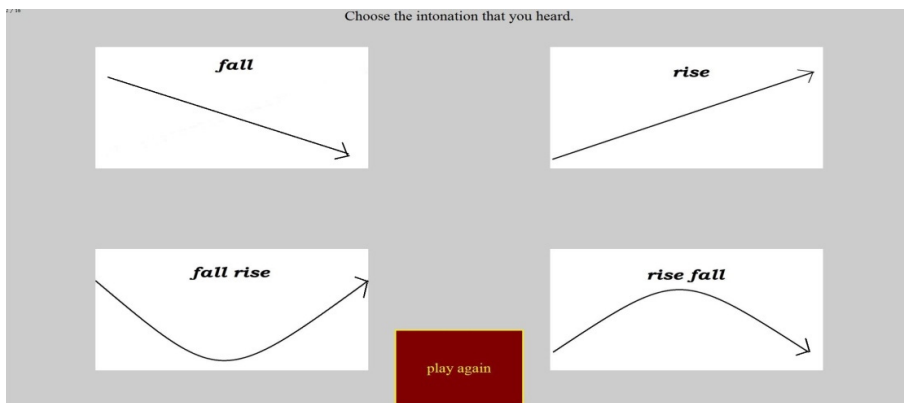 Choose the intonation that you heard.
fall
rise
fall rise
rise fall
play again